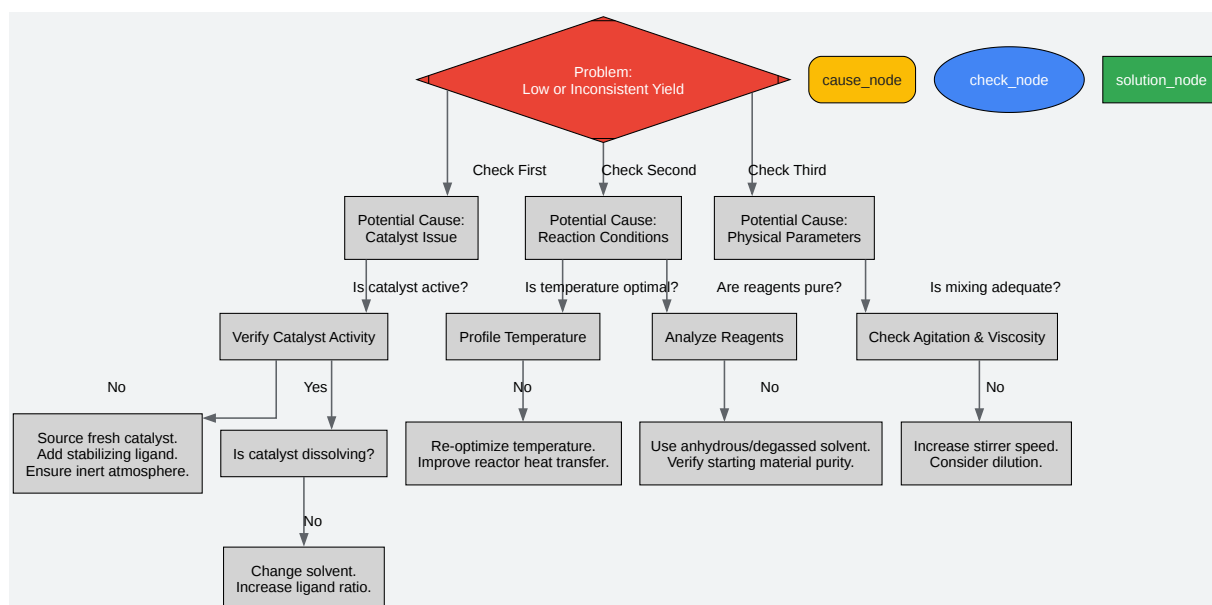 Problem:
Low or Inconsistent Yield
cause_node
check_node
solution_node
Check First
Check Second
Check Third
Potential Cause:
Catalyst Issue
Potential Cause:
Reaction Conditions
Potential Cause:
Physical Parameters
Is catalyst active?
Is temperature optimal?
Are reagents pure?
Is mixing adequate?
Verify Catalyst Activity
Profile Temperature
Analyze Reagents
Check Agitation & Viscosity
No
Yes
No
No
No
Source fresh catalyst.
Add stabilizing ligand.
Ensure inert atmosphere.
Is catalyst dissolving?
Re-optimize temperature.
Improve reactor heat transfer.
Use anhydrous/degassed solvent.
Verify starting material purity.
Increase stirrer speed.
Consider dilution.
No
Change solvent.
Increase ligand ratio.